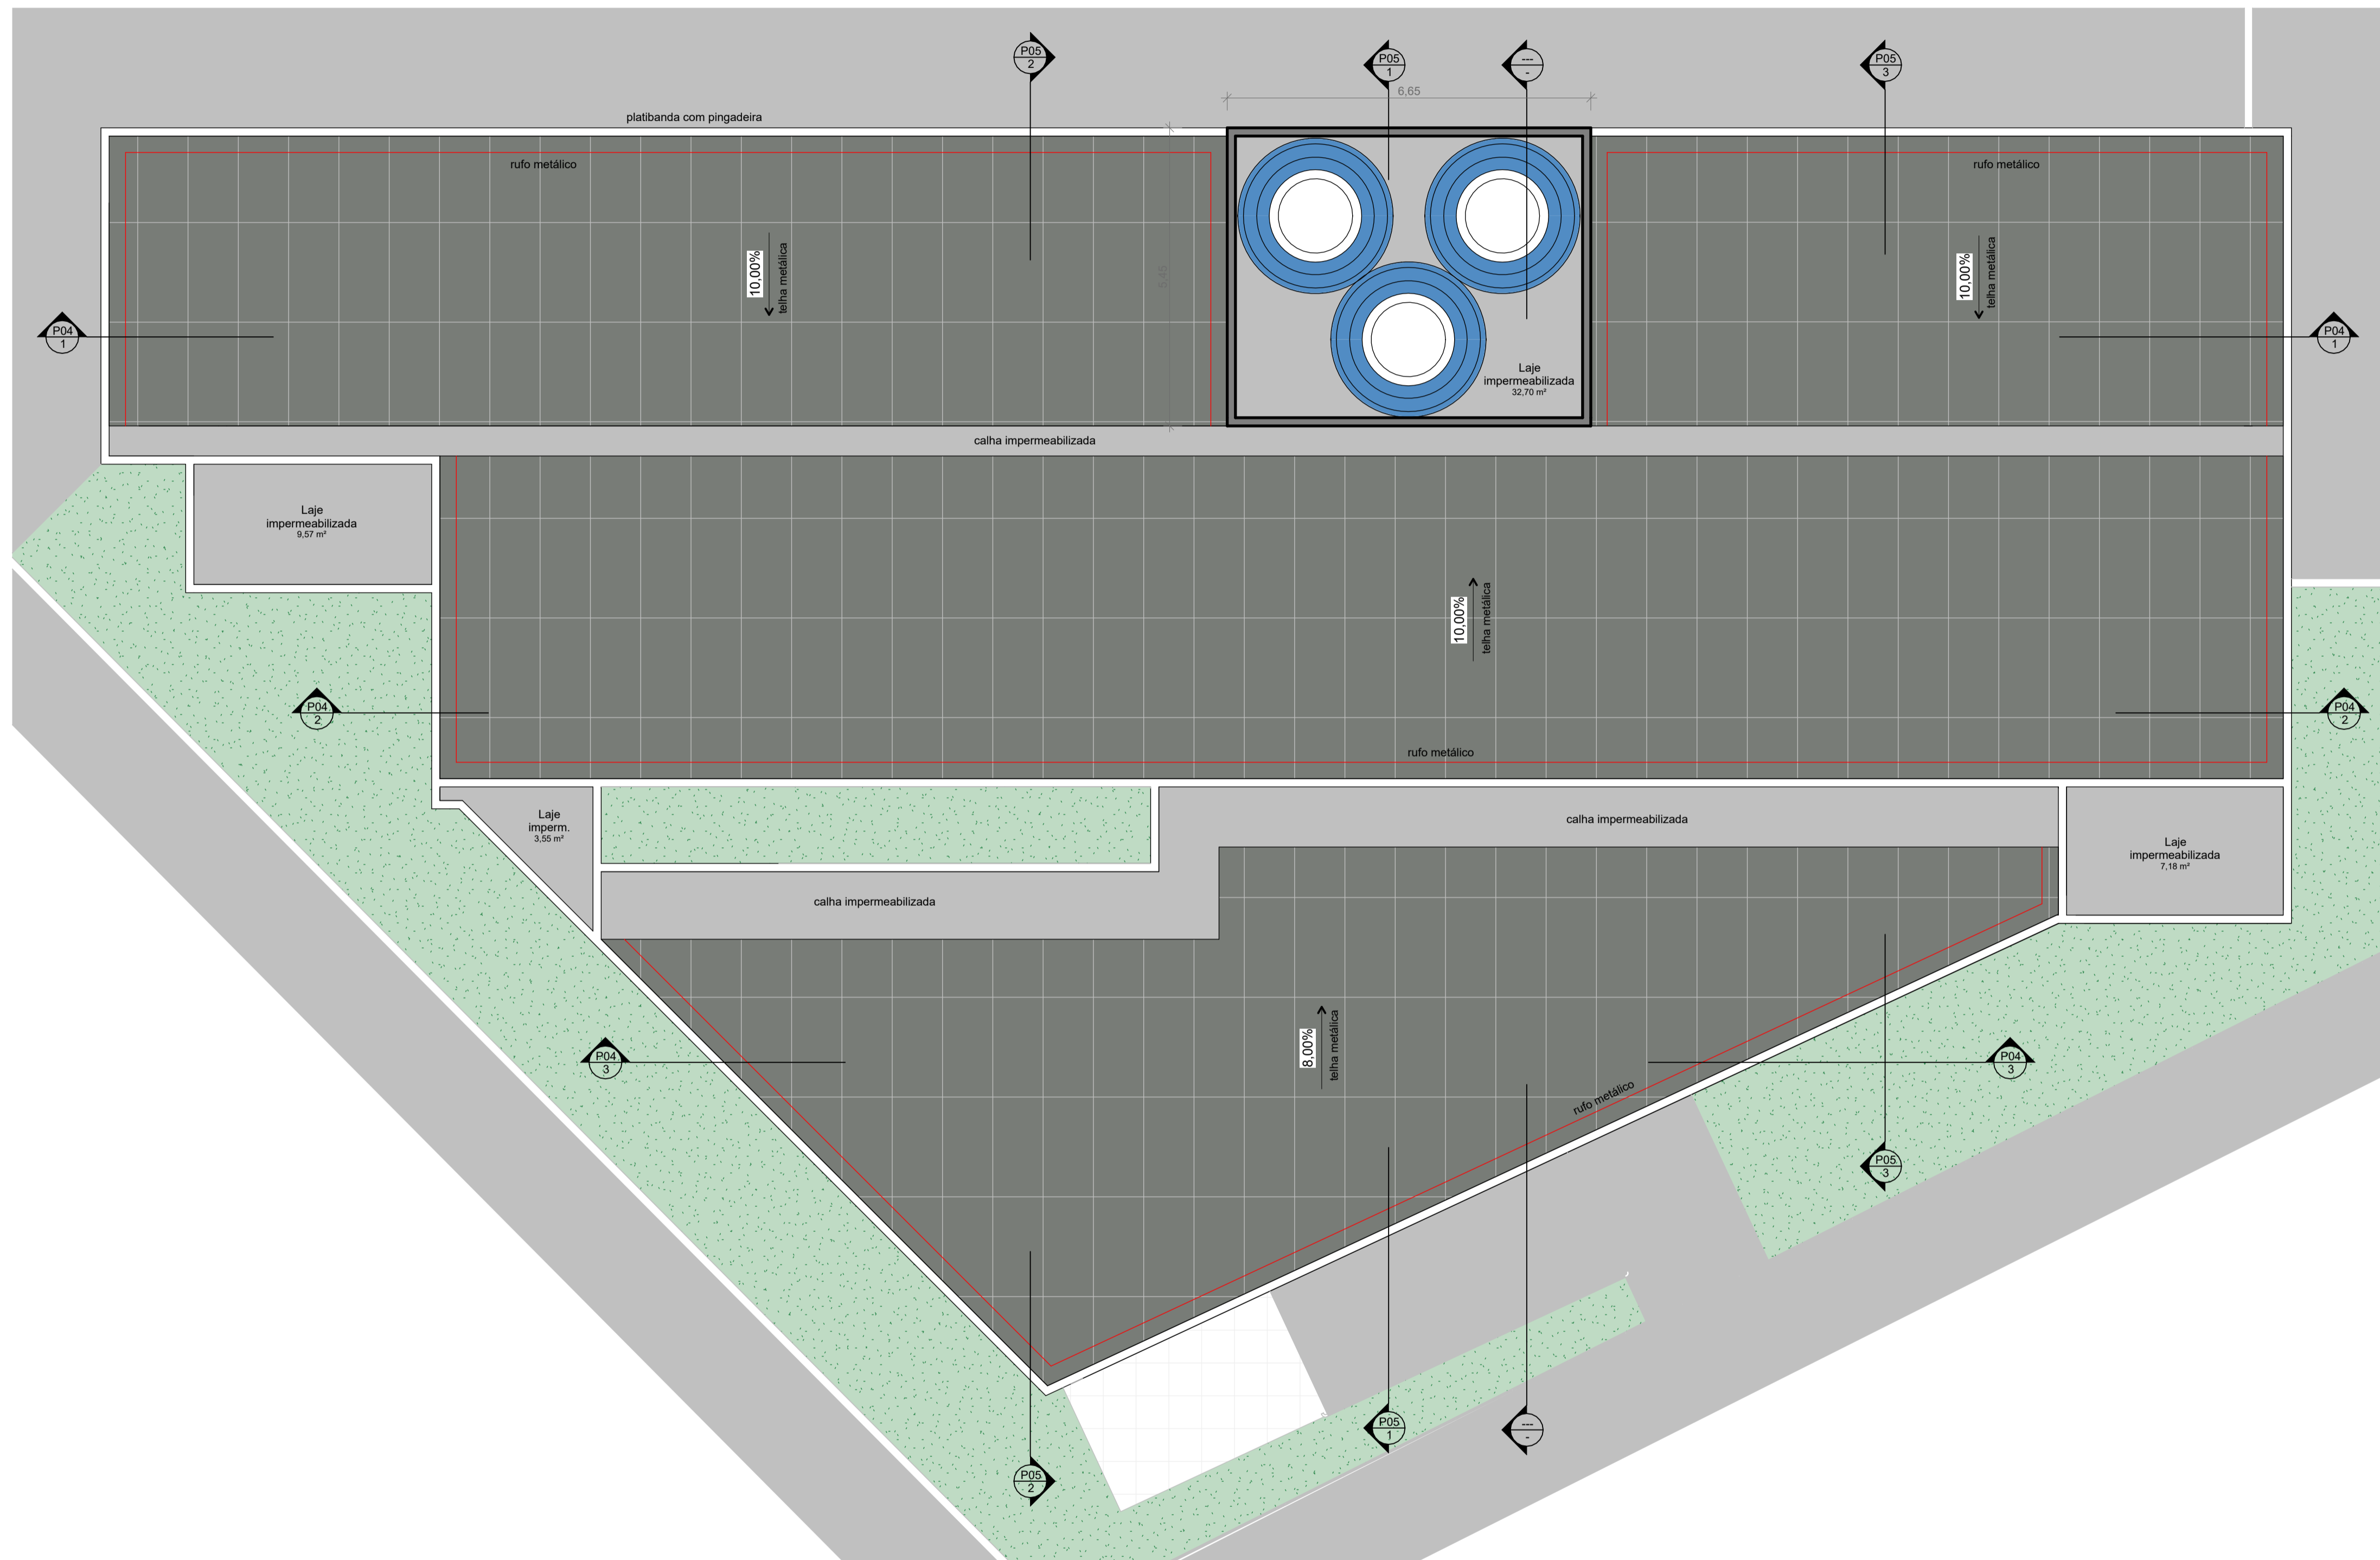 P05
2
P05
1
---
-
P05
3
6,65
platibanda com pingadeira
rufo metálico
rufo metálico
10,00%
telha metálica
5,45
10,00%
telha metálica
P04
1
P04
1
Laje
impermeabilizada
32,70 m²
calha impermeabilizada
Laje
impermeabilizada
9,57 m²
10,00%
telha metálica
P04
2
P04
2
rufo metálico
Laje
imperm.
3,55 m²
calha impermeabilizada
Laje
impermeabilizada
7,18 m²
calha impermeabilizada
8,00%
telha metálica
P04
3
P04
3
rufo metálico
P05
3
P05
1
---
-
P05
2